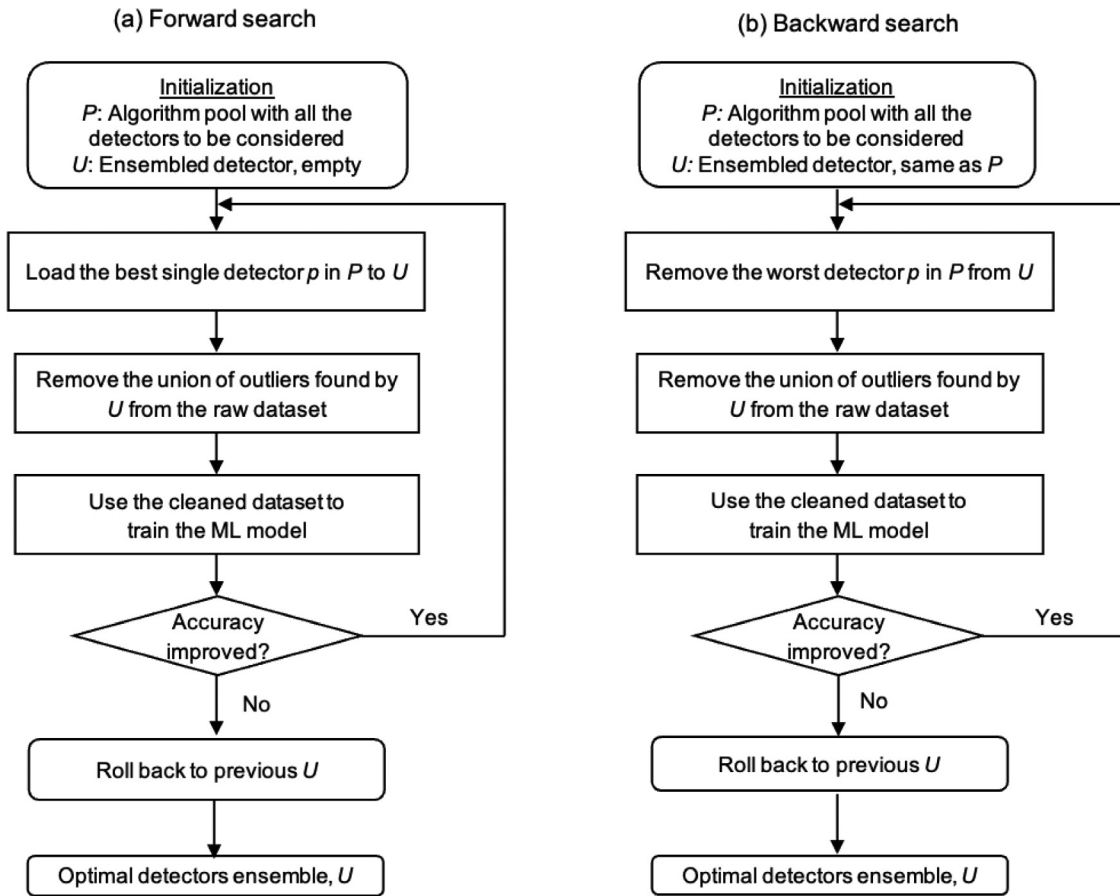 (a) Forward search
Initialization
P: Algorithm pool with all the
detectors to be considered
U: Ensembled detector, empty
Load the best single detector p in P to U
Remove the union of outliers found by
U from the raw dataset
Use the cleaned dataset to
train the ML model
Accuracy
improved?
Yes
No
Roll back to previous U
Optimal detectors ensemble, U
(b) Backward search
Initialization
P: Algorithm pool with all the
detectors to be considered
U: Ensembled detector, same as P
Remove the worst detector p in P from U
Remove the union of outliers found by
U from the raw dataset
Use the cleaned dataset to
train the ML model
Accuracy
improved?
Yes
No
Roll back to previous U
Optimal detectors ensemble, U